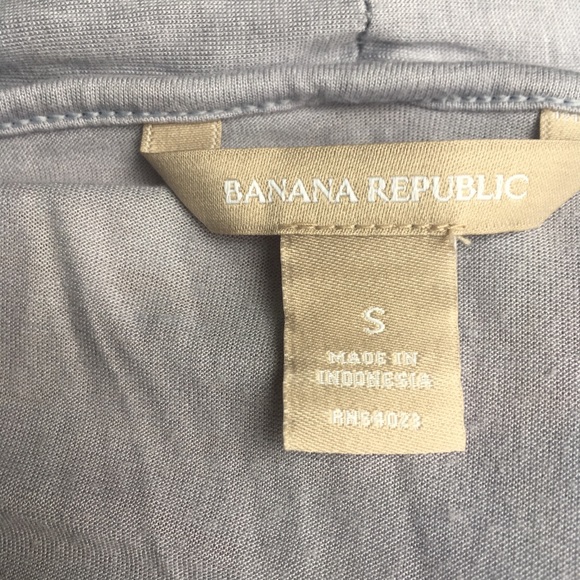 BANANA REPUBLIC
S
MADE IN
INDONESIA
RN54023